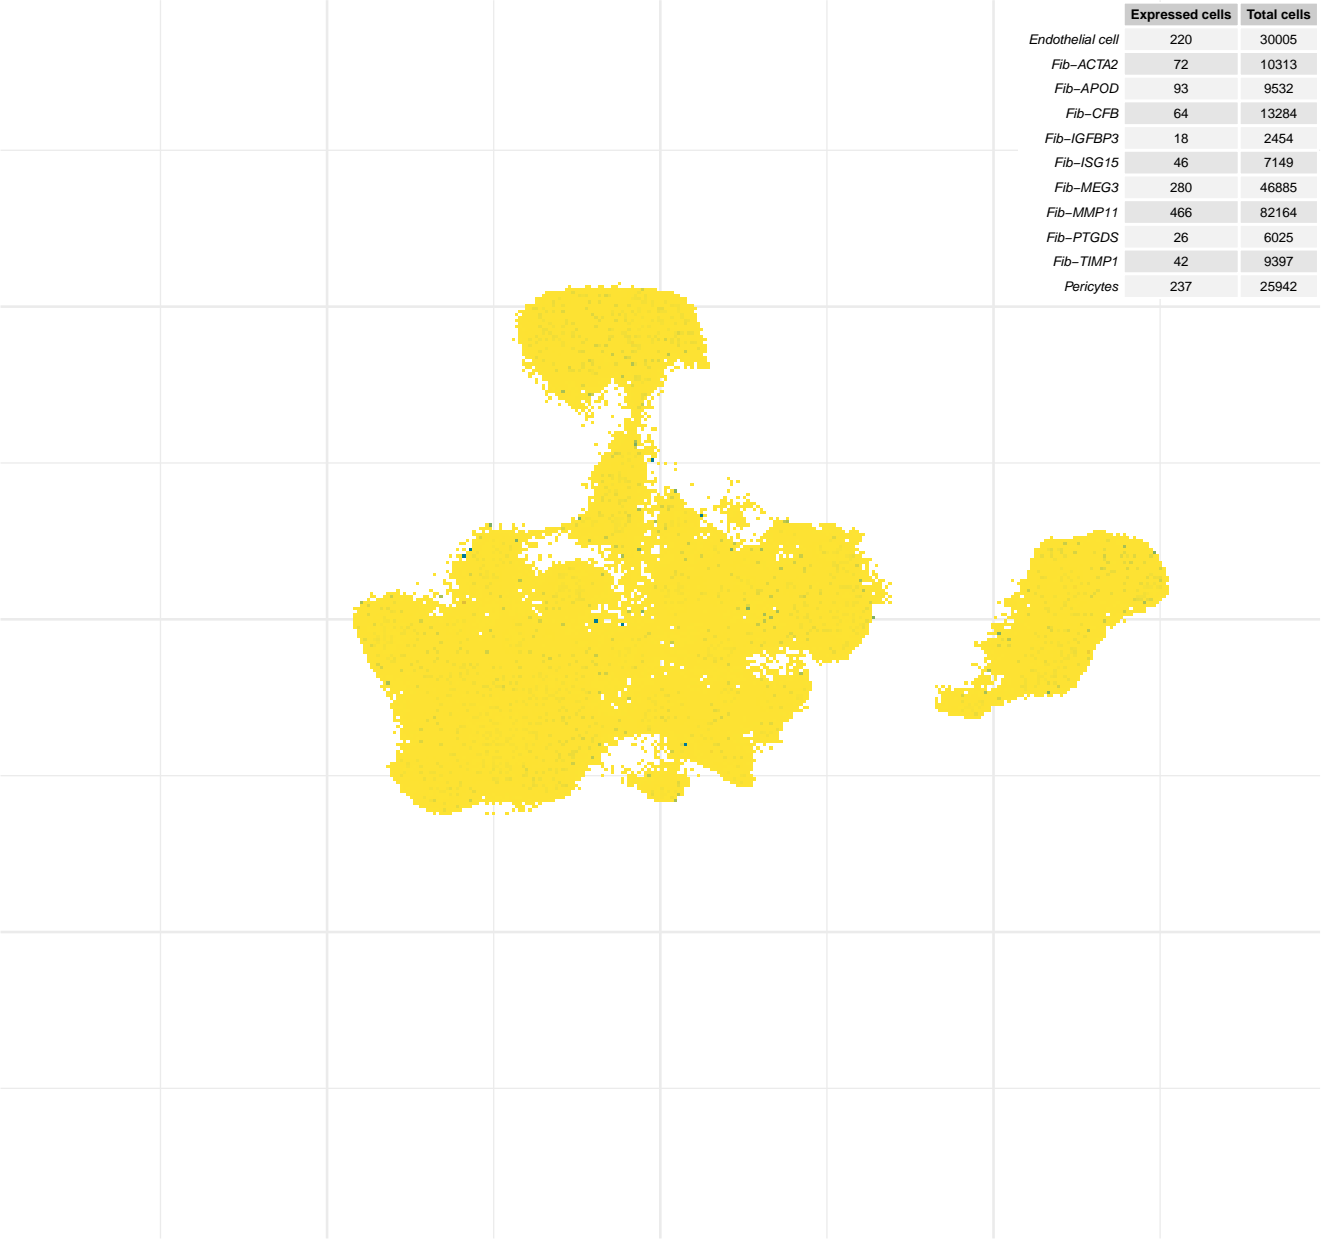 Expressed cells Total cells
Endothelial cell 220 30005
Fib−ACTA2 72 10313
Fib−APOD 93 9532
Fib−CFB 64 13284
Fib−IGFBP3 18 2454
Fib−ISG15 46 7149
Fib−MEG3 280 46885
Fib−MMP11 466 82164
Fib−PTGDS 26 6025
Fib−TIMP1 42 9397
Pericytes 237 25942